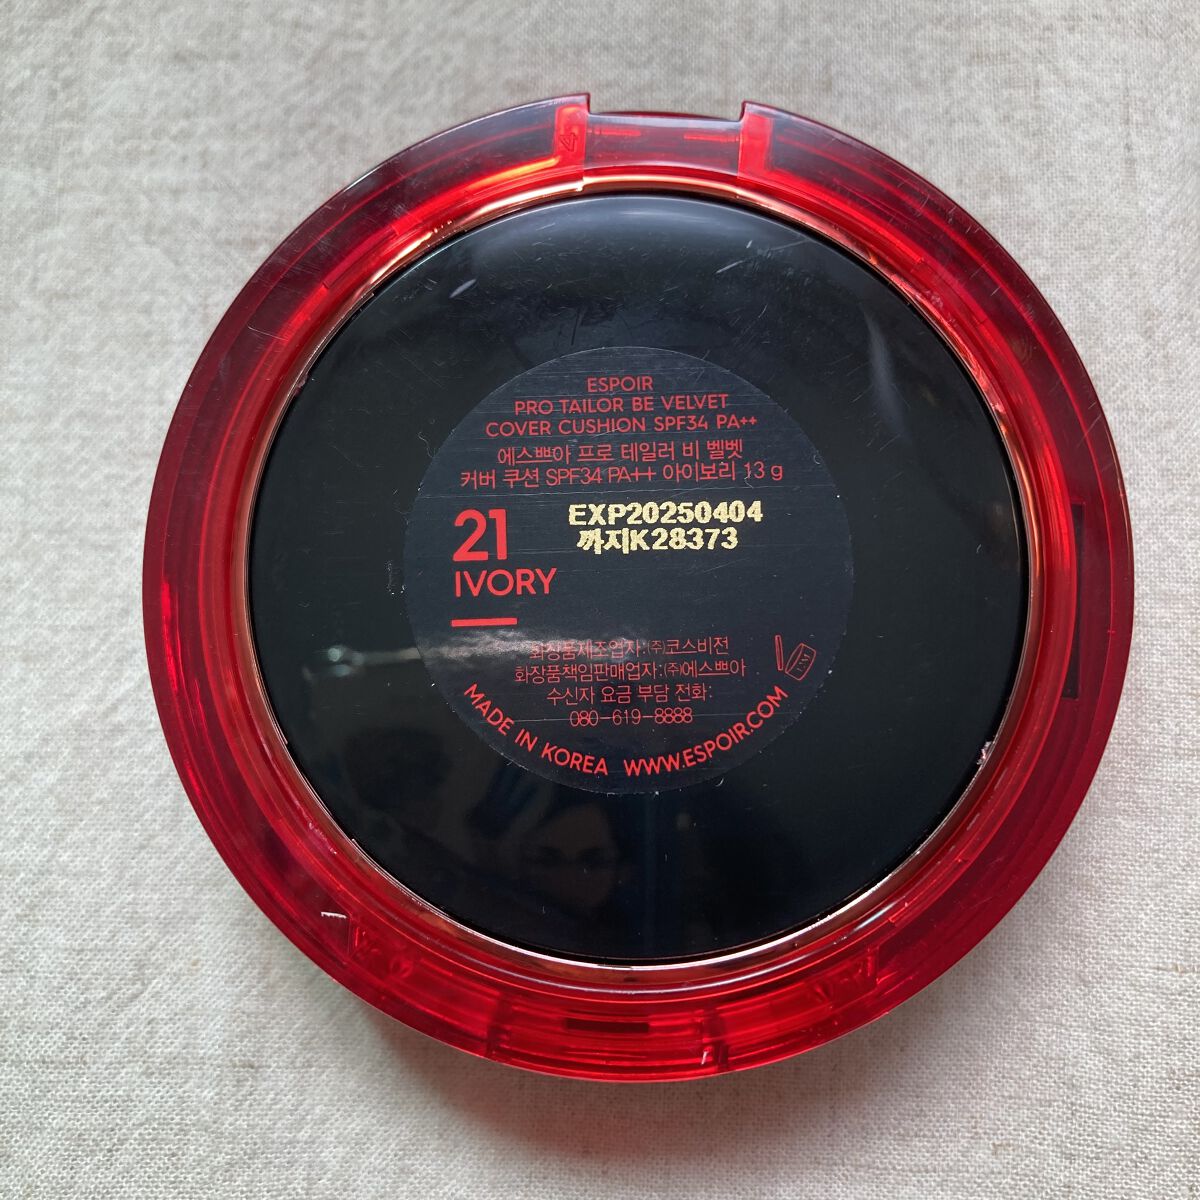 ESPOIR
PRO TAILOR BE VELVET
COVER CUSHION SPF34 PA++
에스쁘아 프로 테일러 비 벨벳
커버 쿠션 SPF34 PA++ 아이보리 13 g
21
IVORY
EXP20250404
까지K28373
화장품제조업자:㈜코스비전
화장품책임판매업자:㈜에스쁘아
수신자 요금 부담 전화:
080-619-8888
MADE IN KOREA WWW.ESPOIR.COM